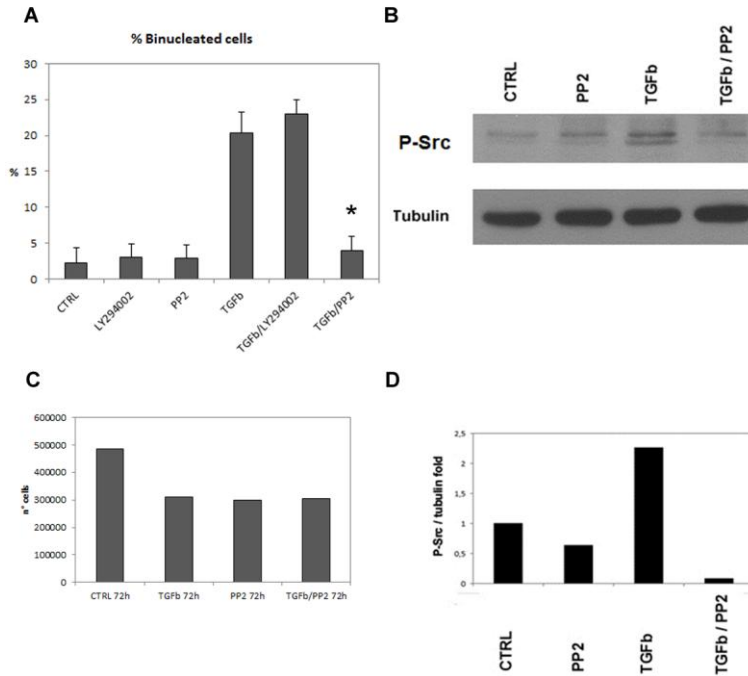 A
% Binucleated cells
30
25
20
15
10
5
0
%
*
CTRL
LY294002
PP2
TGFb
TGFb/LY294002
TGFb/PP2
B
CTRL
PP2
TGFb
TGFb / PP2
P-Src
Tubulin
C
600000
500000
400000
300000
200000
100000
0
a° cells
CTRL 72h
TGFb 72h
PP2 72h
TGFb/PP2 72h
D
2,5
2
1,5
1
0,5
0
P-Src / tubulin fold
CTRL
PP2
TGFb
TGFb / PP2